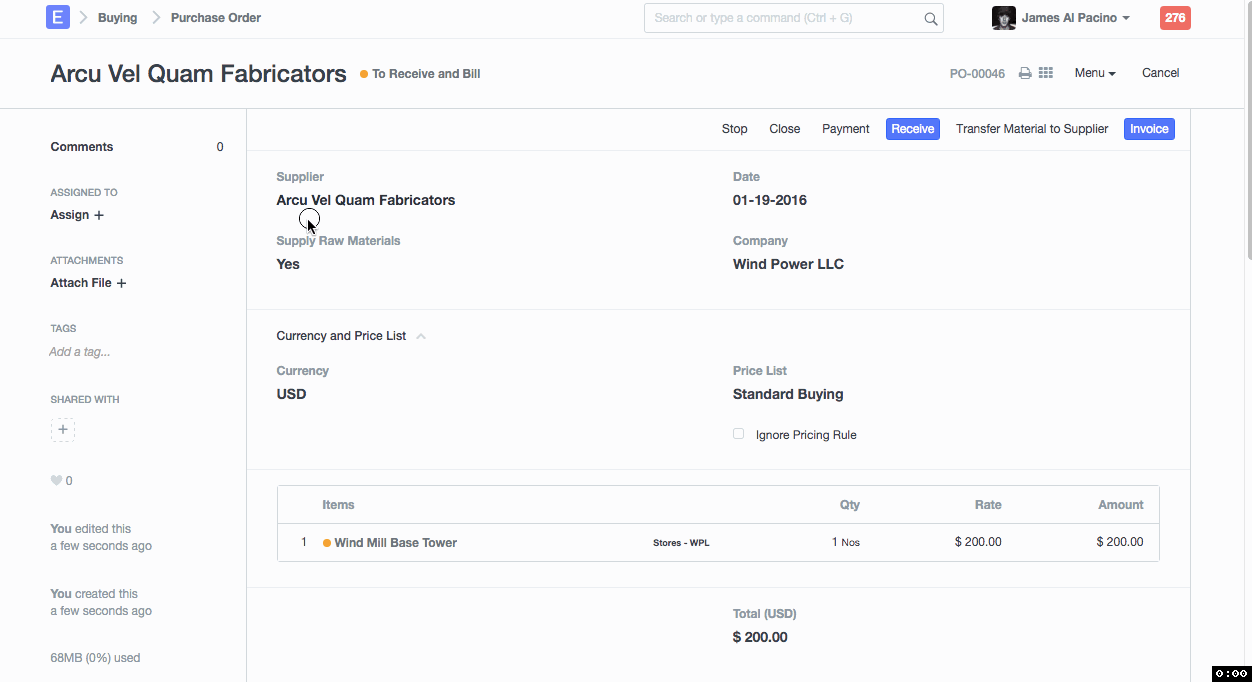 E Buying Purchase Order Search or type a command (Ctrl + G) James Al Pacino 276
Arcu Vel Quam Fabricators To Receive and Bill PO-00046 Menu Cancel
Stop Close Payment Receive Transfer Material to Supplier Invoice
Comments 0
ASSIGNED TO
Assign +
ATTACHMENTS
Attach File +
TAGS
Add a tag...
SHARED WITH
+
0
You edited this
a few seconds ago
You created this
a few seconds ago
68MB (0%) used
Supplier
Arcu Vel Quam Fabricators
Supply Raw Materials
Yes
Date
01-19-2016
Company
Wind Power LLC
Currency and Price List
Currency
USD
Price List
Standard Buying
Ignore Pricing Rule
Items Qty Rate Amount
1 Wind Mill Base Tower Stores - WPL 1 Nos $ 200.00 $ 200.00
Total (USD)
$ 200.00
0:00